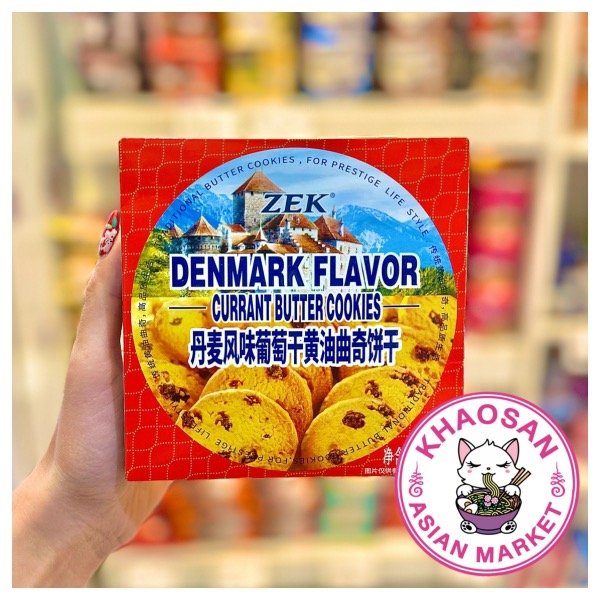 TIONAL BUTTER COOKIES, FOR PRESTIGE LIFE STYLE
ZEK®
DENMARK FLAVOR
CURRANT BUTTER COOKIES
丹麦风味葡萄干黄油曲奇饼干
KHAOSAN
ASIAN MARKET